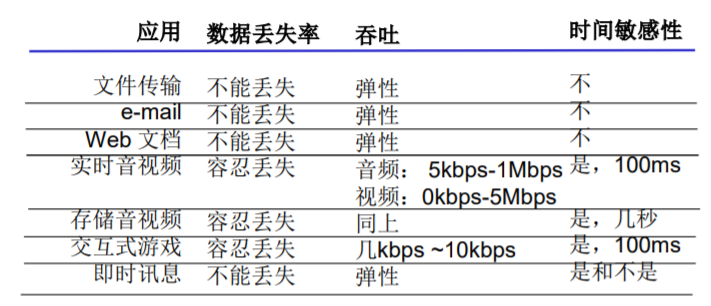 应用 数据丢失率 吞吐 时间敏感性
文件传输 不能丢失 弹性 不
e-mail 不能丢失 弹性 不
Web 文档 不能丢失 弹性 不
实时音视频 容忍丢失 音频： 5kbps-1Mbps 是，100ms
视频：0kbps-5Mbps
存储音视频 容忍丢失 同上 是，几秒
交互式游戏 容忍丢失 几kbps ~10kbps 是，100ms
即时讯息 不能丢失 弹性 是和不是